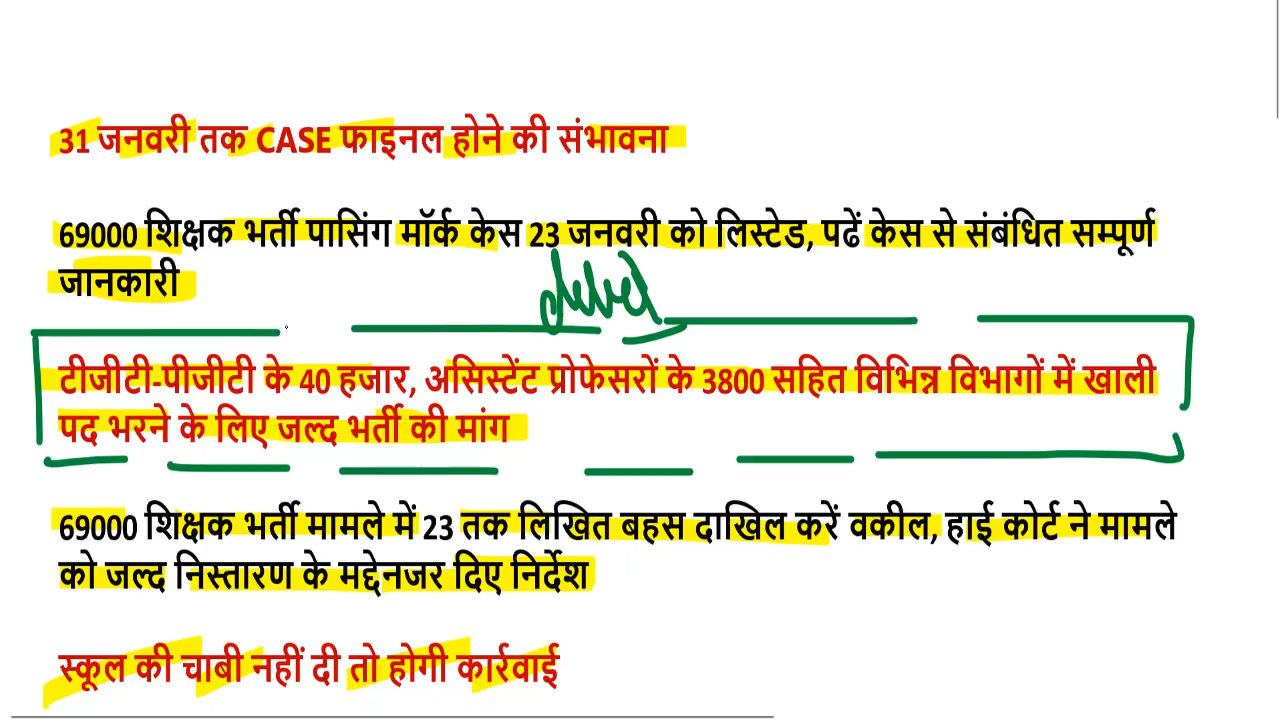 31 जनवरी तक CASE फाइनल होने की संभावना
69000 शिक्षक भर्ती पासिंग मॉर्क केस 23 जनवरी को लिस्टेड, पढें केस से संबंधित सम्पूर्ण
जानकारी
टीजीटी-पीजीटी के 40 हजार, असिस्टेंट प्रोफेसरों के 3800 सहित विभिन्न विभागों में खाली
पद भरने के लिए जल्द भर्ती की मांग
69000 शिक्षक भर्ती मामले में 23 तक लिखित बहस दाखिल करें वकील, हाई कोर्ट ने मामले
को जल्द निस्तारण के मद्देनजर दिए निर्देश
स्कूल की चाबी नहीं दी तो होगी कार्रवाई